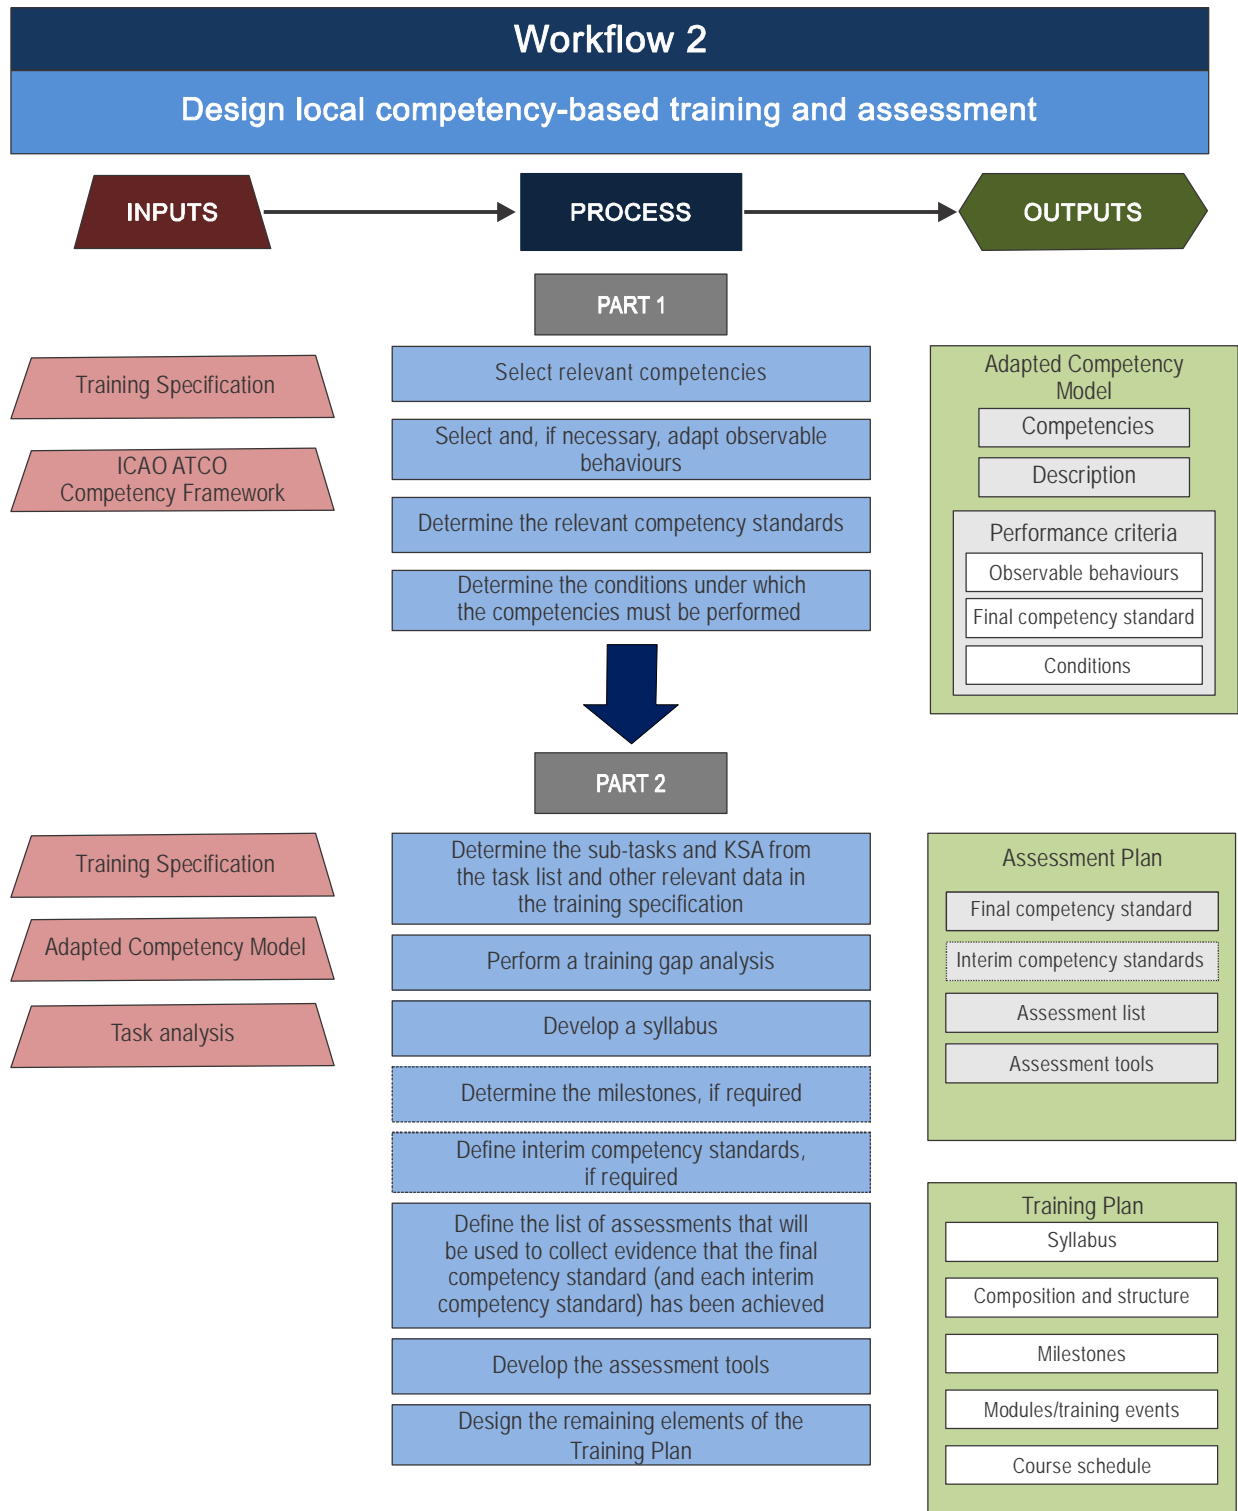 Workflow 2
Design local competency-based training and assessment
INPUTS
PROCESS
OUTPUTS
PART 1
Training Specification
ICAO ATCO
Competency Framework
Select relevant competencies
Select and, if necessary, adapt observable
behaviours
Determine the relevant competency standards
Determine the conditions under which
the competencies must be performed
Adapted Competency
Model
Competencies
Description
Performance criteria
Observable behaviours
Final competency standard
Conditions
PART 2
Training Specification
Adapted Competency Model
Task analysis
Determine the sub-tasks and KSA from
the task list and other relevant data in
the training specification
Perform a training gap analysis
Develop a syllabus
Determine the milestones, if required
Define interim competency standards,
if required
Define the list of assessments that will
be used to collect evidence that the final
competency standard (and each interim
competency standard) has been achieved
Develop the assessment tools
Design the remaining elements of the
Training Plan
Assessment Plan
Final competency standard
Interim competency standards
Assessment list
Assessment tools
Training Plan
Syllabus
Composition and structure
Milestones
Modules/training events
Course schedule